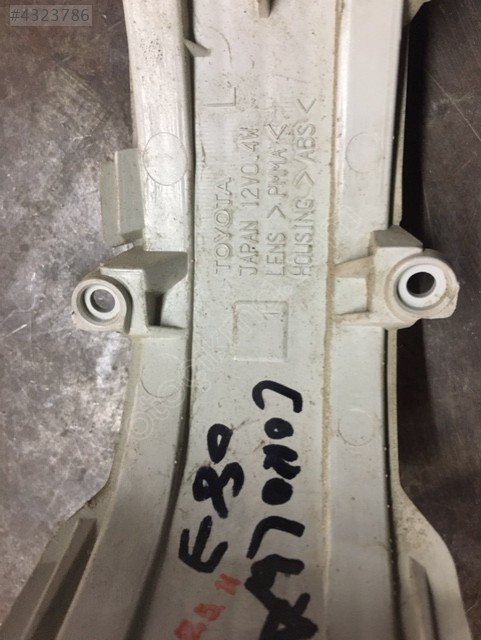 #4323786
L
TOYOTA
JAPAN 12V0.4W
LENS >PMMA<
HOUSING >ABS<
E80
COROLLA